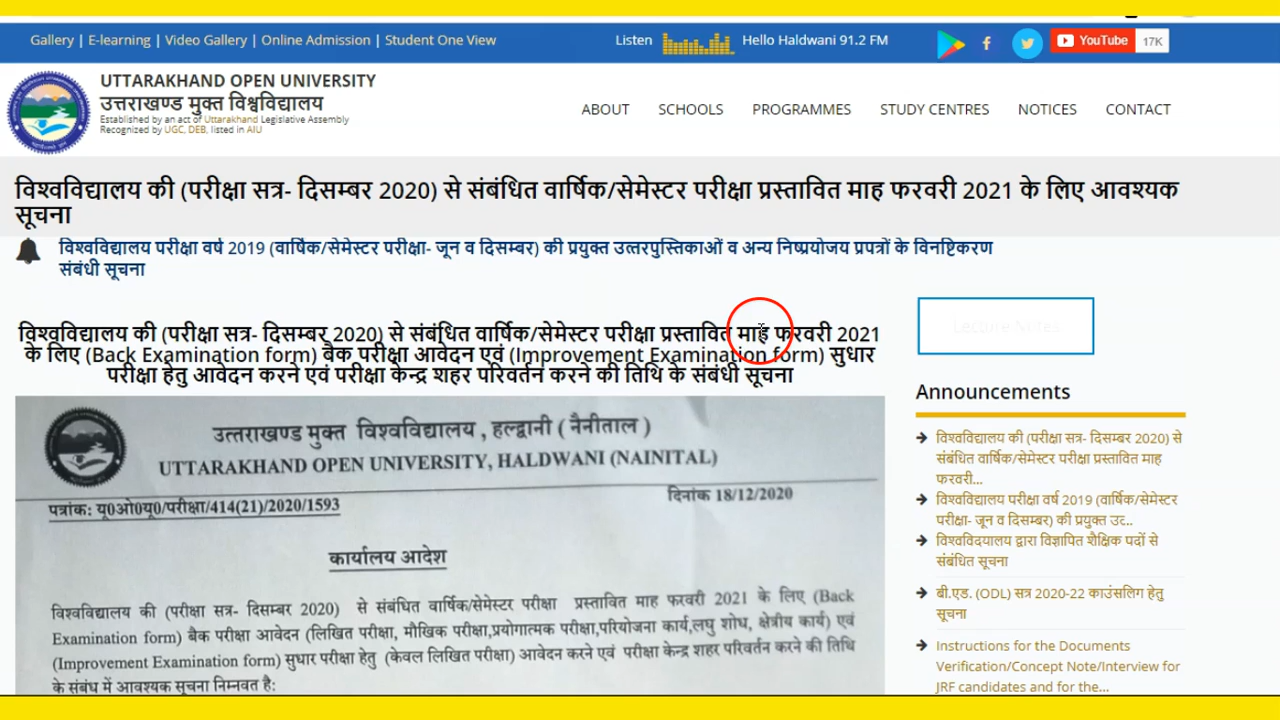 Gallery | E-learning | Video Gallery | Online Admission | Student One View
Listen Hello Haldwani 91.2 FM YouTube 17K
UTTARAKHAND OPEN UNIVERSITY
उत्तराखण्ड मुक्त विश्वविद्यालय
Established by an act of Uttarakhand Legislative Assembly
Recognized by UGC, DEB, listed in AIU
ABOUT SCHOOLS PROGRAMMES STUDY CENTRES NOTICES CONTACT
विश्वविद्यालय की (परीक्षा सत्र- दिसम्बर 2020) से संबंधित वार्षिक/सेमेस्टर परीक्षा प्रस्तावित माह फरवरी 2021 के लिए आवश्यक
सूचना
विश्वविद्यालय परीक्षा वर्ष 2019 (वार्षिक/सेमेस्टर परीक्षा- जून व दिसम्बर) की प्रयुक्त उत्तरपुस्तिकाओं व अन्य निष्प्रयोजय प्रपत्रों के विनष्टिकरण
संबंधी सूचना
विश्वविद्यालय की (परीक्षा सत्र- दिसम्बर 2020) से संबंधित वार्षिक/सेमेस्टर परीक्षा प्रस्तावित माह फरवरी 2021
के लिए (Back Examination form) बैक परीक्षा आवेदन एवं (Improvement Examination form) सुधार
परीक्षा हेतु आवेदन करने एवं परीक्षा केन्द्र शहर परिवर्तन करने की तिथि के संबंधी सूचना
उत्तराखण्ड मुक्त विश्वविद्यालय, हल्द्वानी ( नैनीताल )
UTTARAKHAND OPEN UNIVERSITY, HALDWANI (NAINITAL)
पत्रांक: यू0ओ0यू0/परीक्षा/414(21)/2020/1593
दिनांक 18/12/2020
कार्यालय आदेश
विश्वविद्यालय की (परीक्षा सत्र- दिसम्बर 2020) से संबंधित वार्षिक/सेमेस्टर परीक्षा प्रस्तावित माह फरवरी 2021 के लिए (Back
Examination form) बैक परीक्षा आवेदन (लिखित परीक्षा, मौखिक परीक्षा,प्रयोगात्मक परीक्षा,परियोजना कार्य,लघु शोध, क्षेत्रीय कार्य) एवं
(Improvement Examination form) सुधार परीक्षा हेतु (केवल लिखित परीक्षा) आवेदन करने एवं परीक्षा केन्द्र शहर परिवर्तन करने की तिथि
के संबंध में आवश्यक सूचना निम्नवत है:
Lecture Notes
Announcements
विश्वविद्यालय की (परीक्षा सत्र- दिसम्बर 2020) से
संबंधित वार्षिक/सेमेस्टर परीक्षा प्रस्तावित माह
फरवरी...
विश्वविद्यालय परीक्षा वर्ष 2019 (वार्षिक/सेमेस्टर
परीक्षा- जून व दिसम्बर) की प्रयुक्त उट..
विश्वविदयालय द्वारा विज्ञापित शैक्षिक पदों से
संबंधित सूचना
बी.एड. (ODL) सत्र 2020-22 काउंसलिग हेतु
सूचना
Instructions for the Documents
Verification/Concept Note/Interview for
JRF candidates and for the...